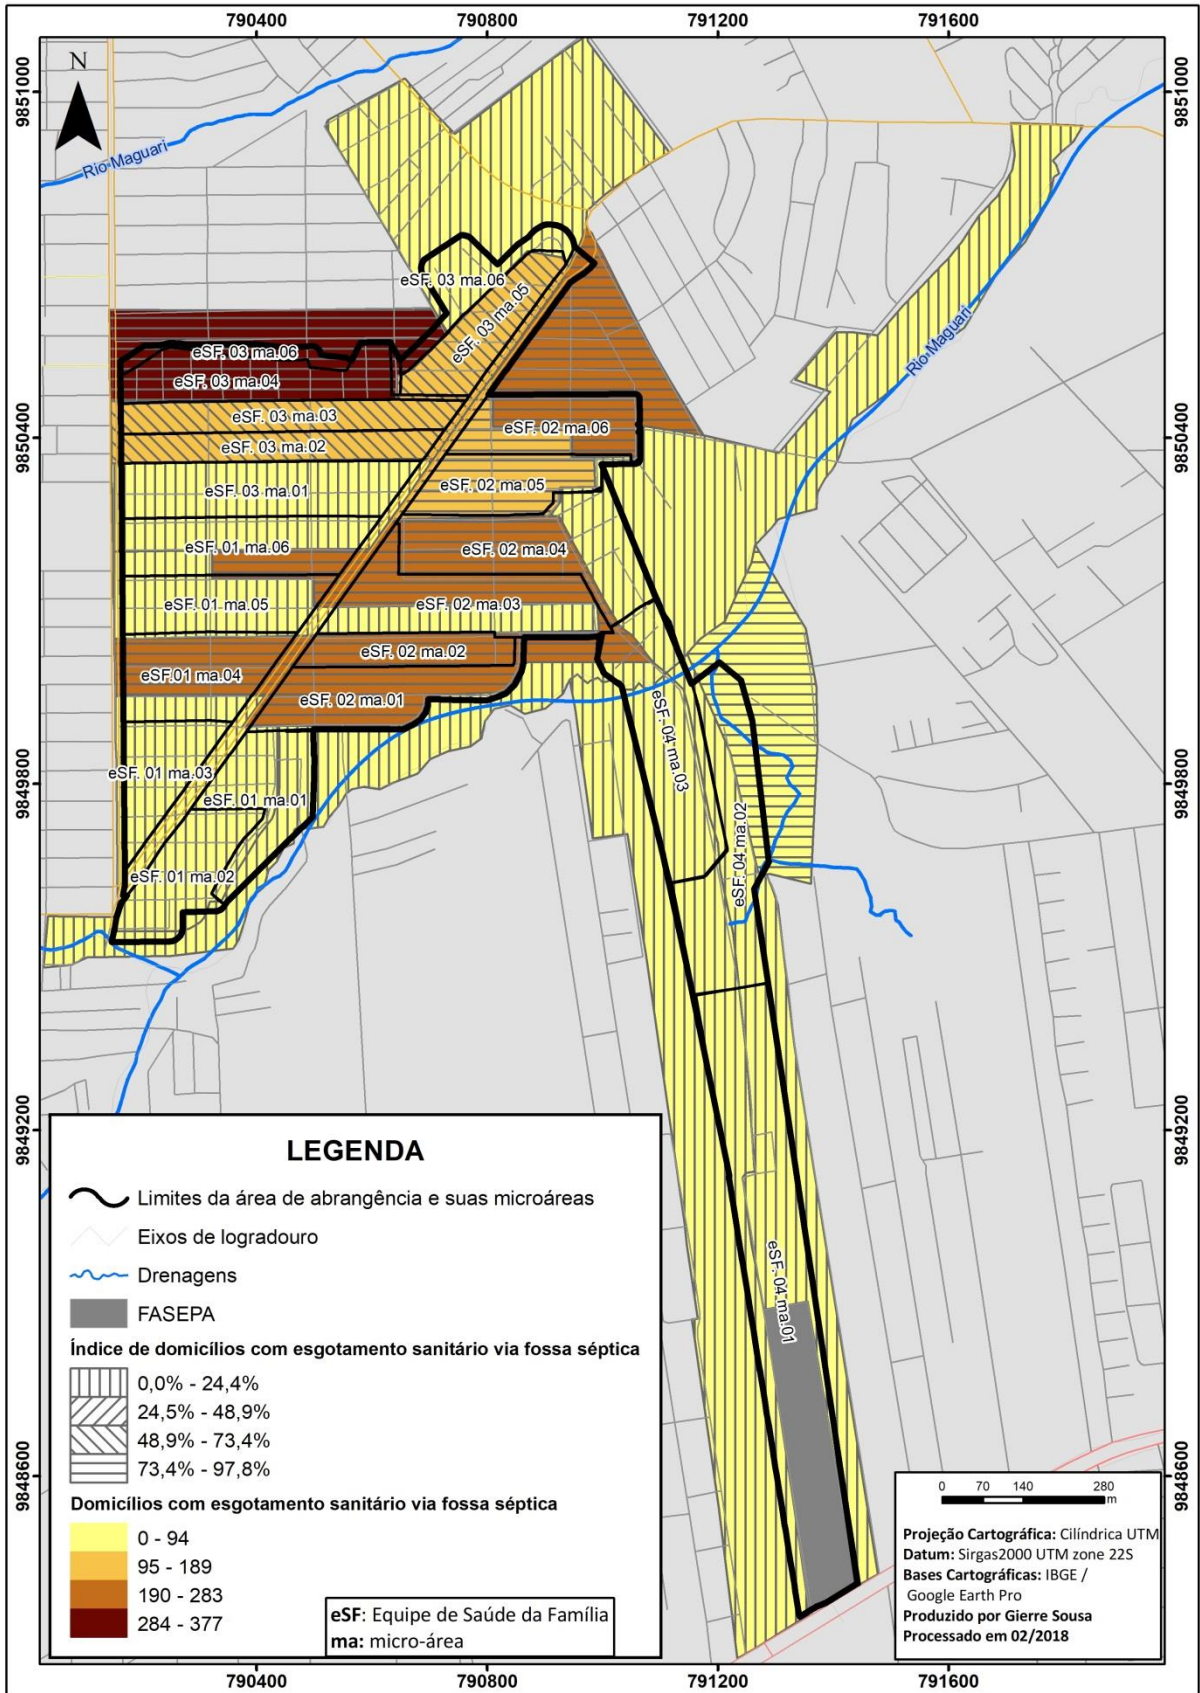 790400 790800 791200 791600
9851000 9851000
N
Rio Maguari
eSF. 03 ma.06
eSF. 03 ma.05
Rio Maguari
eSF. 03 ma.06
eSF. 03 ma.04
9850400 9850400
eSF. 03 ma.03
eSF. 02 ma.06
eSF. 03 ma.02
eSF. 02 ma.05
eSF. 03 ma.01
eSF. 01 ma.06
eSF. 02 ma.04
eSF. 01 ma.05
eSF. 02 ma.03
eSF. 02 ma.02
eSF.01 ma.04
eSF. 02 ma.01
eSF. 04 ma.03
9849800 9849800
eSF. 01 ma.03
eSF. 01 ma.01
eSF. 04 ma.02
eSF. 01 ma.02
9849200 9849200
eSF. 04 ma.01
LEGENDA
Limites da área de abrangência e suas microáreas
Eixos de logradouro
Drenagens
FASEPA
Índice de domicílios com esgotamento sanitário via fossa séptica
0,0% - 24,4%
24,5% - 48,9%
48,9% - 73,4%
73,4% - 97,8%
9848600 9848600
Domicílios com esgotamento sanitário via fossa séptica
0 - 94
95 - 189
190 - 283
284 - 377
eSF: Equipe de Saúde da Família
ma: micro-área
0 70 140 280
m
Projeção Cartográfica: Cilíndrica UTM
Datum: Sirgas2000 UTM zone 22S
Bases Cartográficas: IBGE /
Google Earth Pro
Produzido por Gierre Sousa
Processado em 02/2018
790400 790800 791200 791600